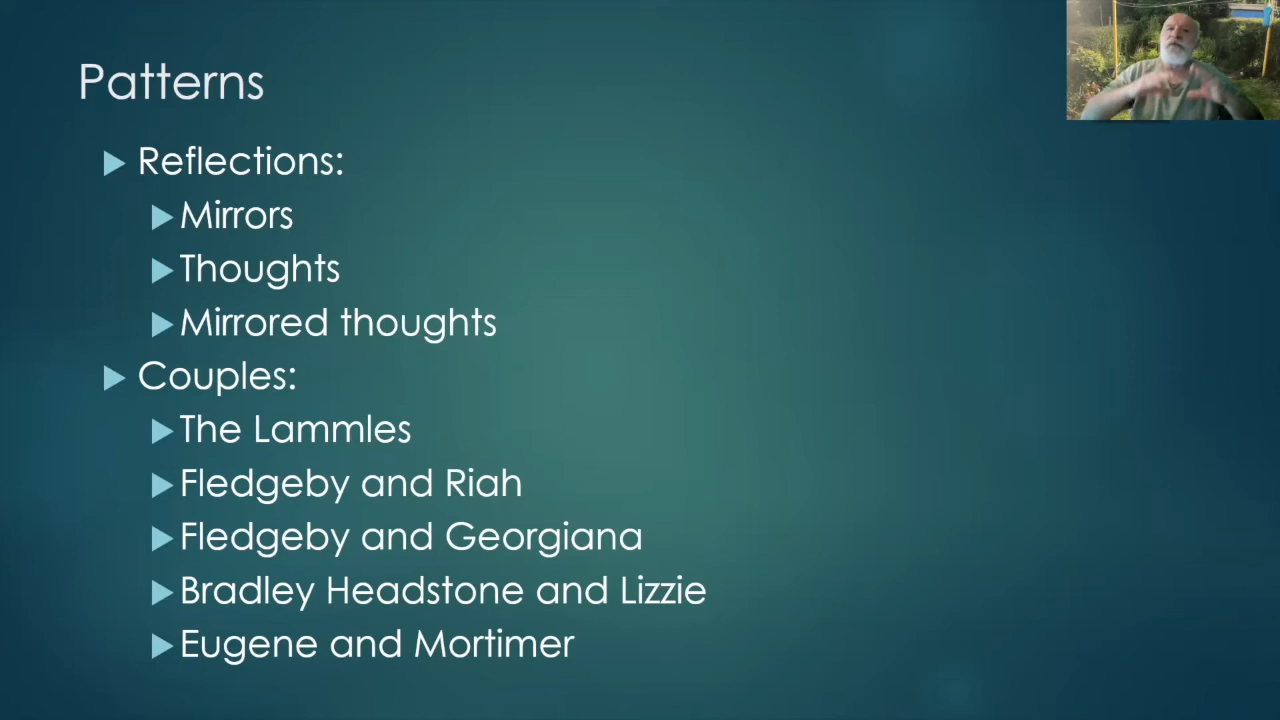 Patterns
Reflections:
Mirrors
Thoughts
Mirrored thoughts
Couples:
The Lammles
Fledgeby and Riah
Fledgeby and Georgiana
Bradley Headstone and Lizzie
Eugene and Mortimer